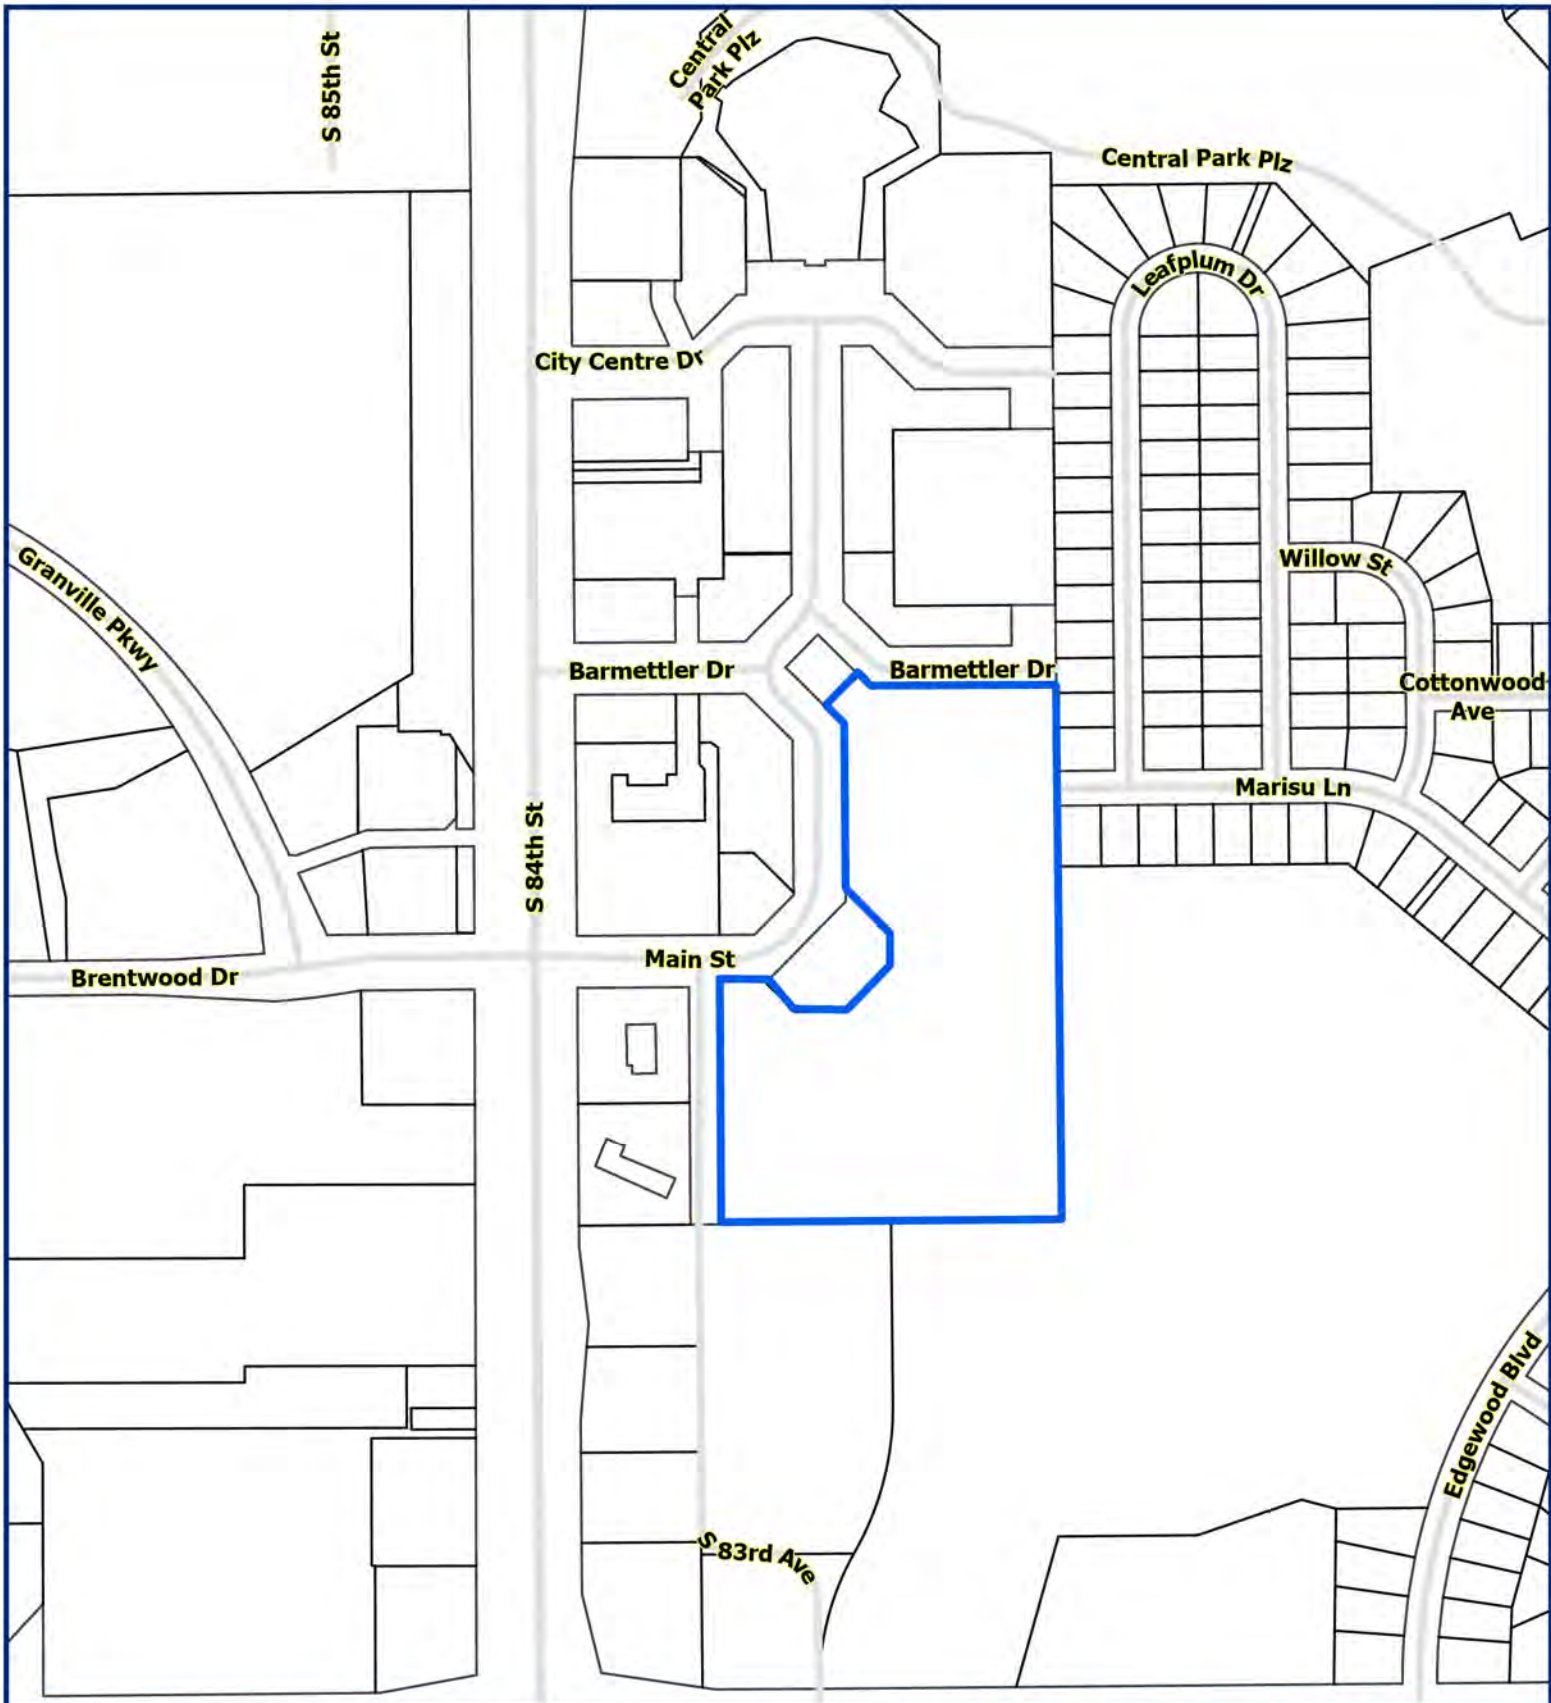 S 85th St
Central
Park Plz
Central Park Plz
Leafplum Dr
City Centre Dr
Willow St
Granville Pkwy
Barmettler Dr
Barmettler Dr
Cottonwood
Ave
Marisu Ln
S 84th St
Main St
Brentwood Dr
Edgewood Blvd
S 83rd Ave